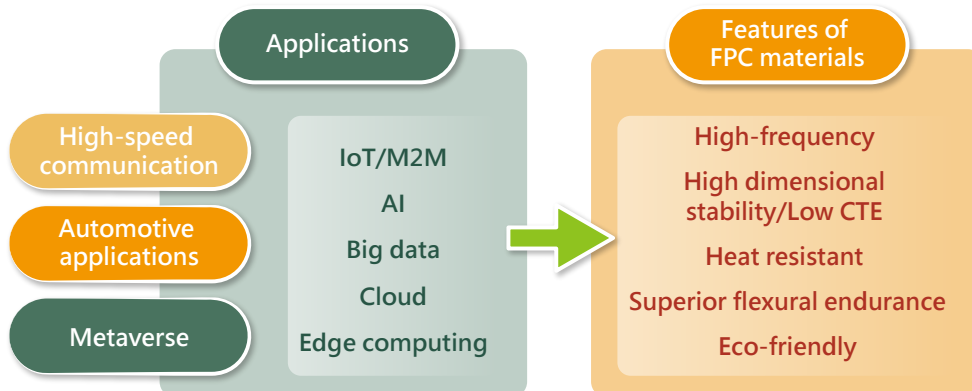 Applications
High-speed
communication
Automotive
applications
Metaverse
IoT/M2M
AI
Big data
Cloud
Edge computing
Features of
FPC materials
High-frequency
High dimensional
stability/Low CTE
Heat resistant
Superior flexural endurance
Eco-friendly